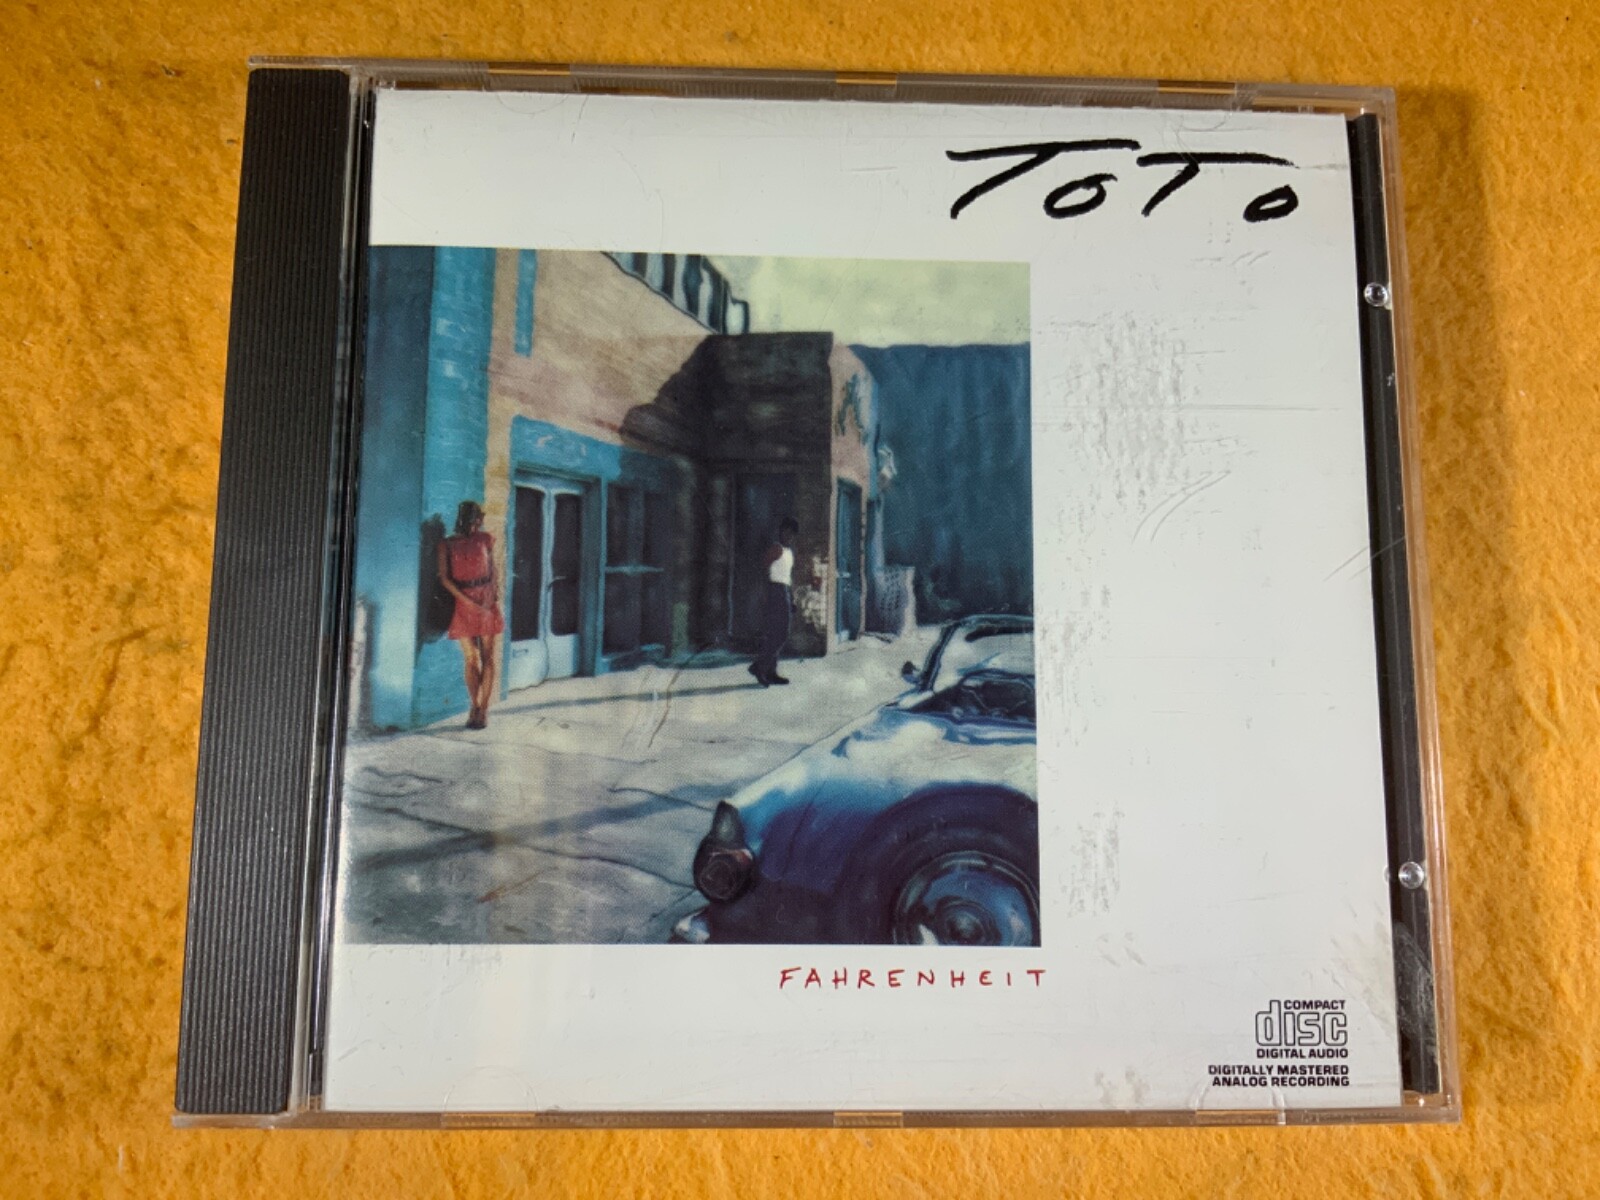 TOTO
FAHRENHEIT
COMPACT
disc
DIGITAL AUDIO
DIGITALLY MASTERED
ANALOG RECORDING